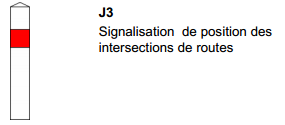 J3
Signalisation de position des
intersections de routes